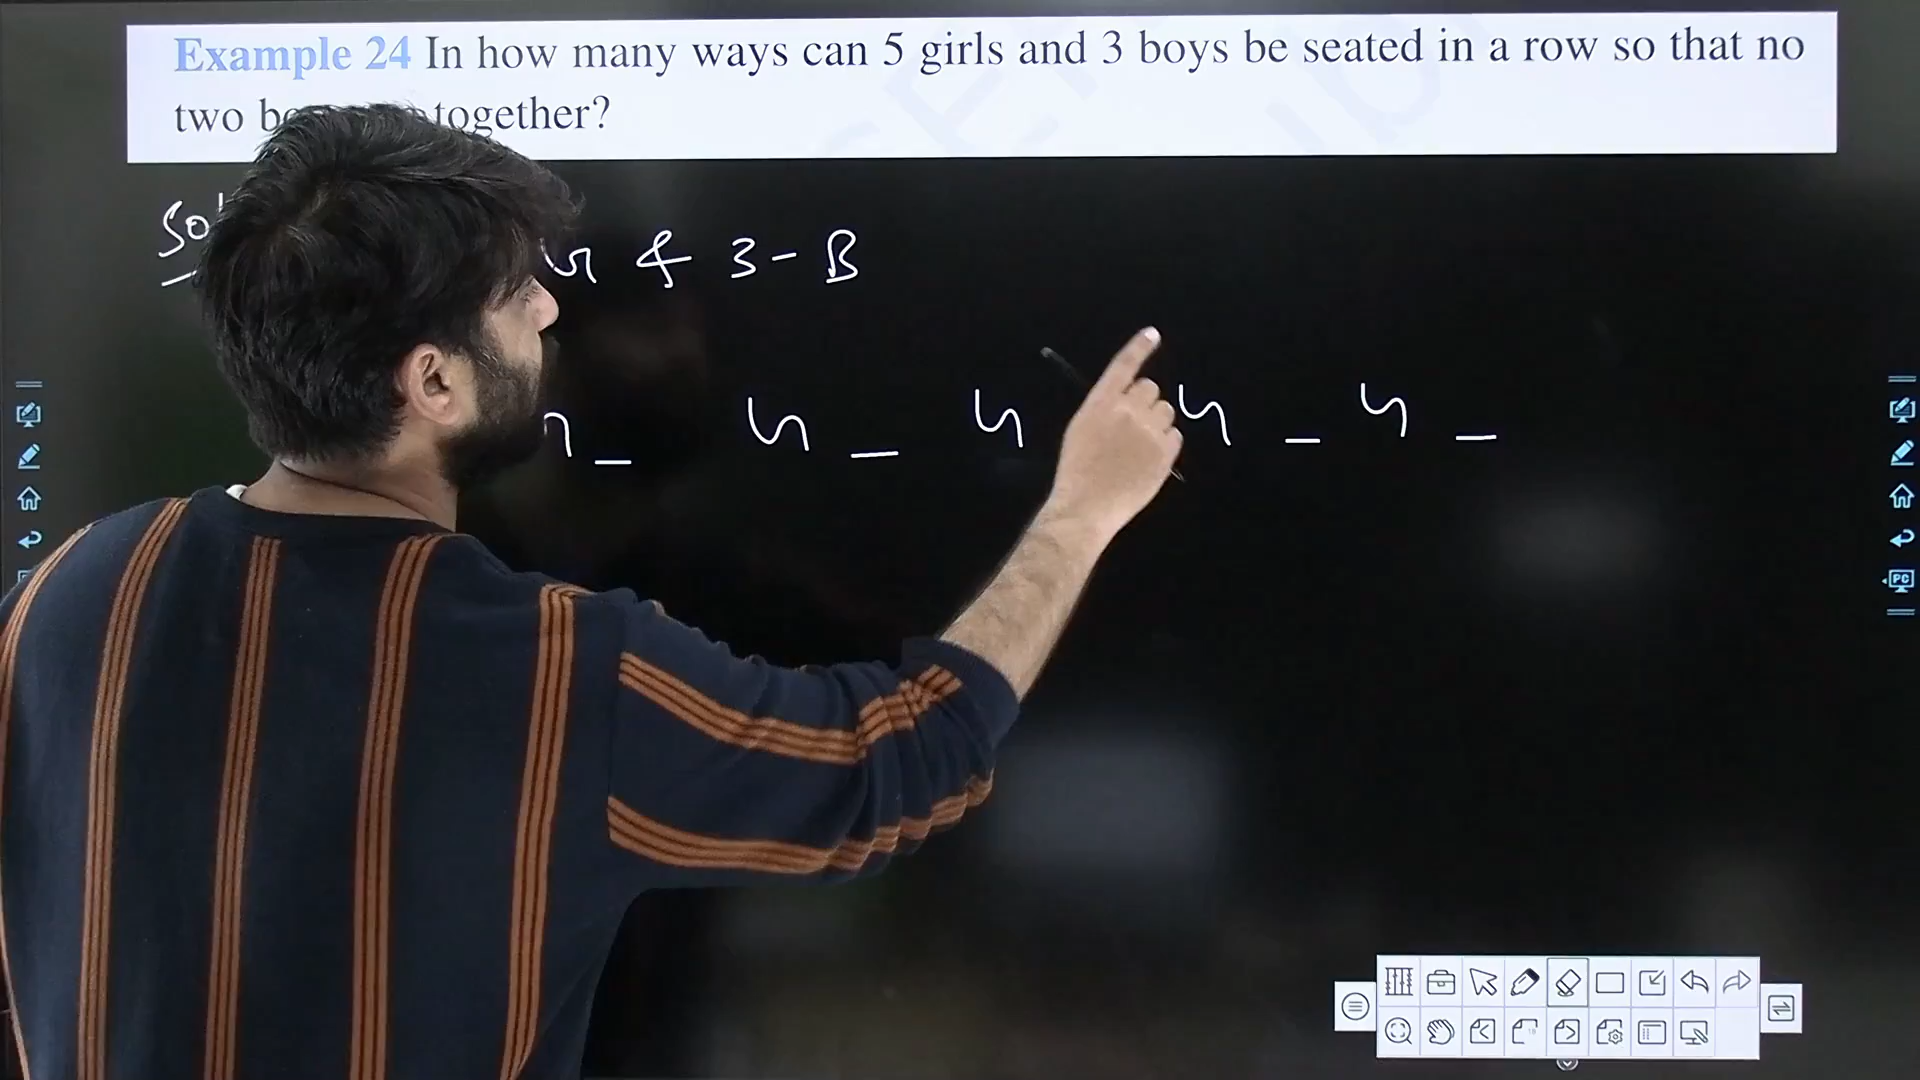 Example 24 In how many ways can 5 girls and 3 boys be seated in a row so that no
two together?
& 3 - B
G _ G _ G G _ G _
PC